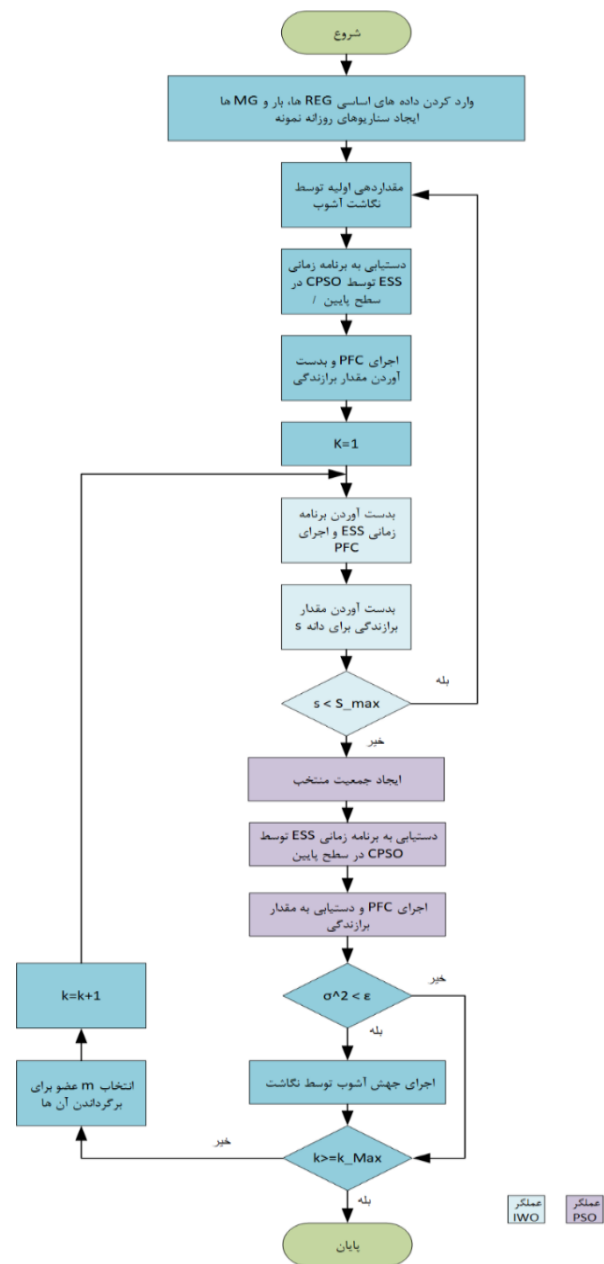 شروع
وارد کردن داده های اساسی REG ها، بار و MG ها
ایجاد سناریوهای روزانه نمونه
مقداردهی اولیه توسط
نگاشت آشوب
دستیابی به برنامه زمانی
ESS توسط CPSO در
سطح پایین /
اجرای PFC و بدست
آوردن مقدار برازندگی
K=1
بدست آوردن برنامه
زمانی ESS و اجرای
PFC
بدست آوردن مقدار
برازندگی برای دانه s
s < S_max
بله
خیر
ایجاد جمعیت منتخب
دستیابی به برنامه زمانی ESS توسط
CPSO در سطح پایین
اجرای PFC و دستیابی به مقدار
برازندگی
σ^2 < ε
خیر
بله
اجرای جهش آشوب توسط نگاشت
k>=k_Max
خیر
بله
انتخاب m عضو برای
برگرداندن آن ها
k=k+1
پایان
عملگر
PSO
عملگر
IWO